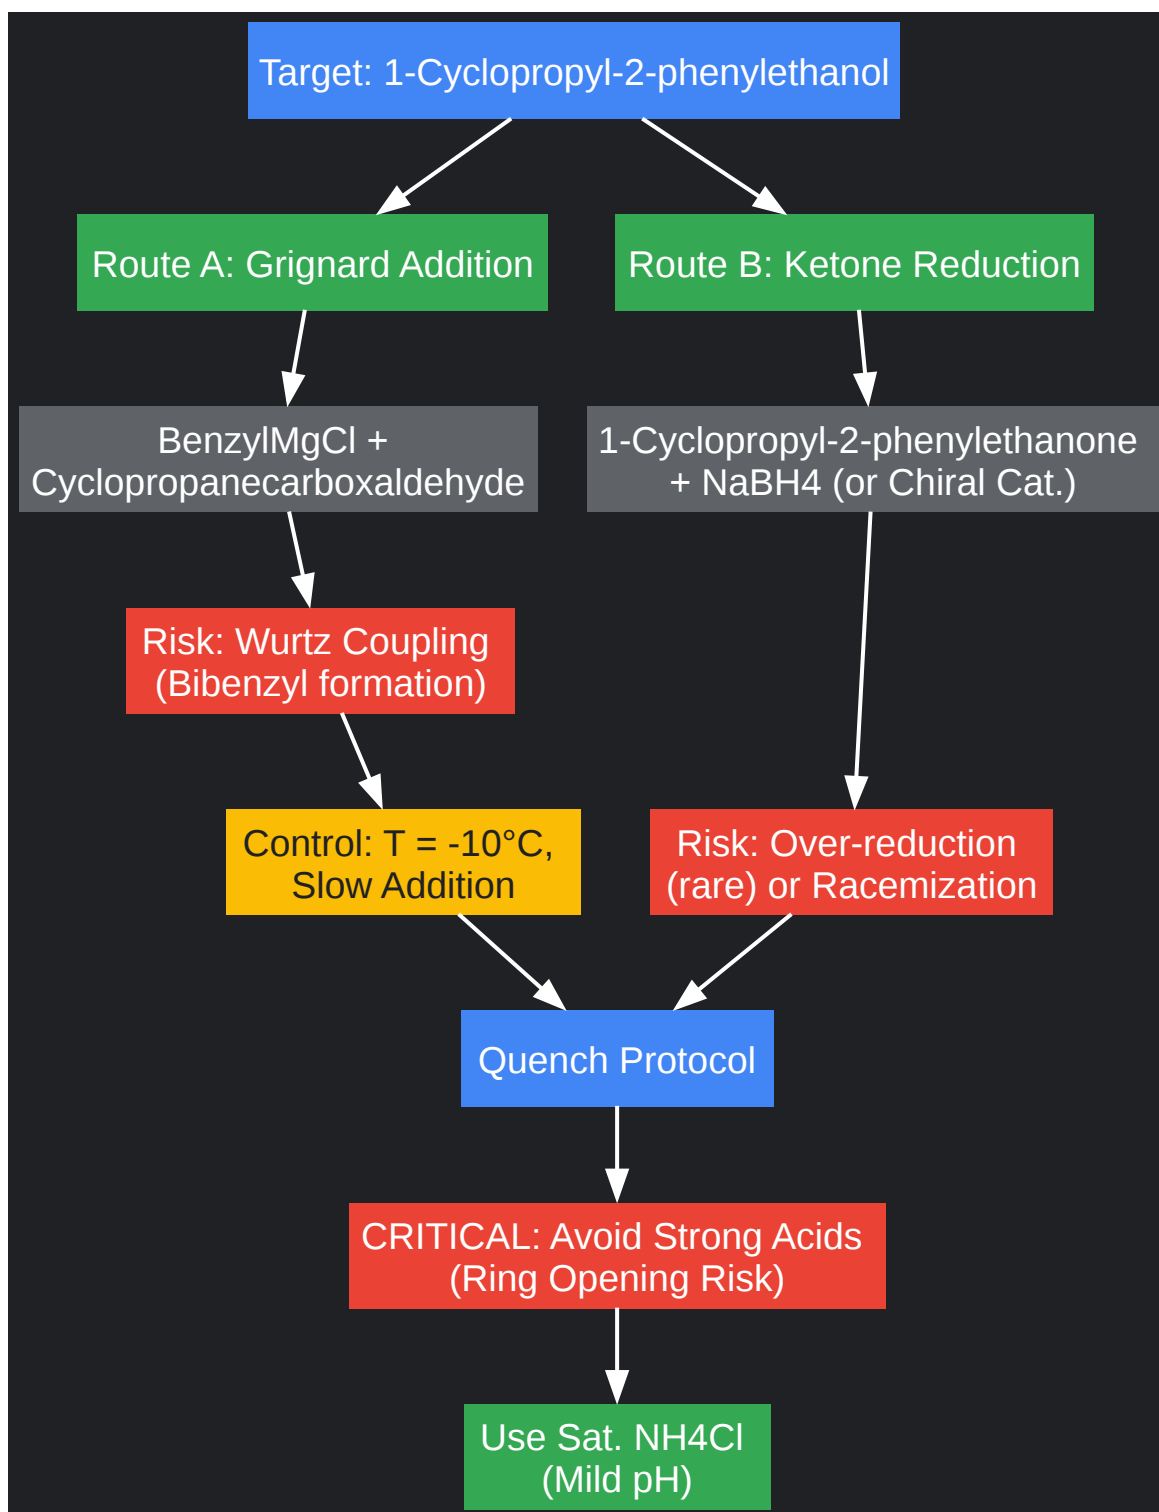 Target: 1-Cyclopropyl-2-phenylethanol
Route A: Grignard Addition
Route B: Ketone Reduction
BenzylMgCl +
Cyclopropanecarboxaldehyde
1-Cyclopropyl-2-phenylethanone
+ NaBH4 (or Chiral Cat.)
Risk: Wurtz Coupling
(Bibenzyl formation)
Control: T = -10°C,
Slow Addition
Risk: Over-reduction
(rare) or Racemization
Quench Protocol
CRITICAL: Avoid Strong Acids
(Ring Opening Risk)
Use Sat. NH4Cl
(Mild pH)